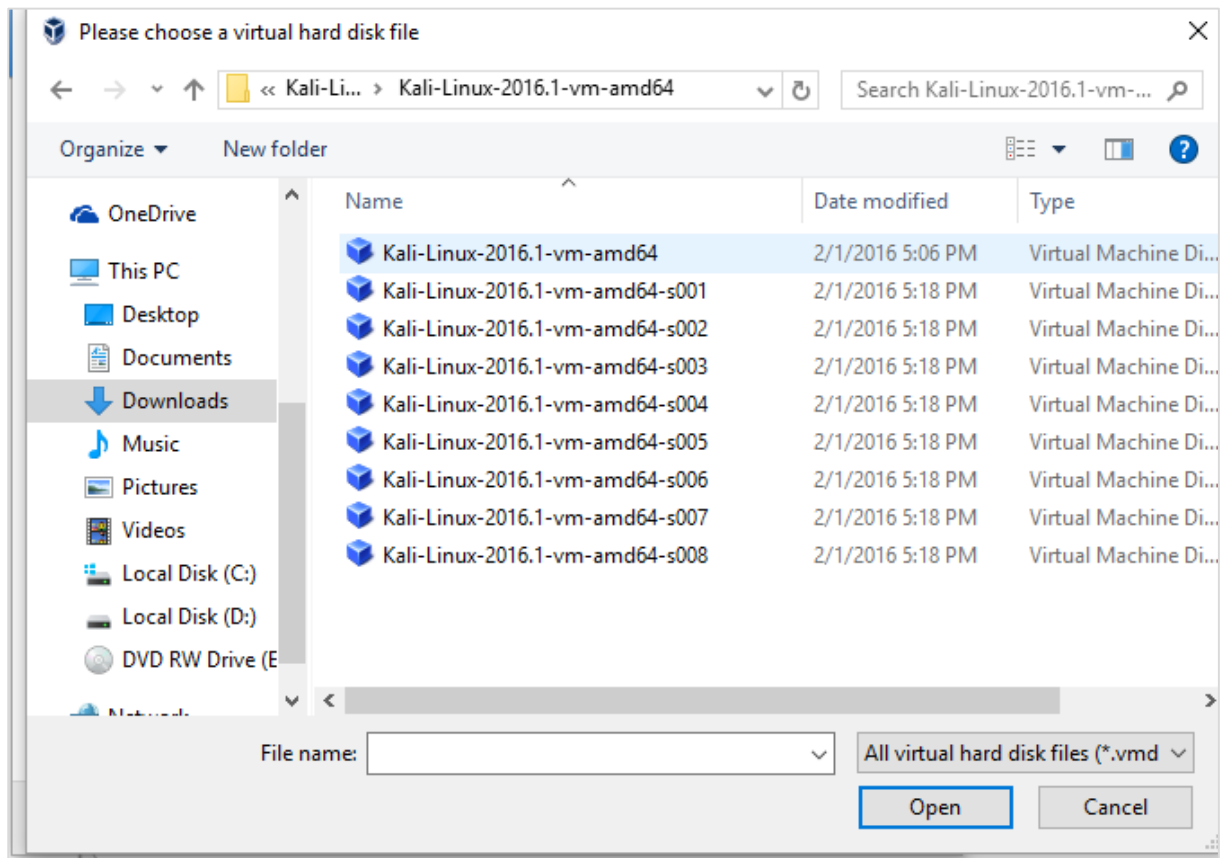 Please choose a virtual hard disk file
« Kali-Li... › Kali-Linux-2016.1-vm-amd64
Search Kali-Linux-2016.1-vm-...
Organize New folder
Name Date modified Type
OneDrive
This PC
Desktop
Documents
Downloads
Music
Pictures
Videos
Local Disk (C:)
Local Disk (D:)
DVD RW Drive (E
Network
Kali-Linux-2016.1-vm-amd64 2/1/2016 5:06 PM Virtual Machine Di...
Kali-Linux-2016.1-vm-amd64-s001 2/1/2016 5:18 PM Virtual Machine Di...
Kali-Linux-2016.1-vm-amd64-s002 2/1/2016 5:18 PM Virtual Machine Di...
Kali-Linux-2016.1-vm-amd64-s003 2/1/2016 5:18 PM Virtual Machine Di...
Kali-Linux-2016.1-vm-amd64-s004 2/1/2016 5:18 PM Virtual Machine Di...
Kali-Linux-2016.1-vm-amd64-s005 2/1/2016 5:18 PM Virtual Machine Di...
Kali-Linux-2016.1-vm-amd64-s006 2/1/2016 5:18 PM Virtual Machine Di...
Kali-Linux-2016.1-vm-amd64-s007 2/1/2016 5:18 PM Virtual Machine Di...
Kali-Linux-2016.1-vm-amd64-s008 2/1/2016 5:18 PM Virtual Machine Di...
File name: All virtual hard disk files (*.vmd
Open Cancel